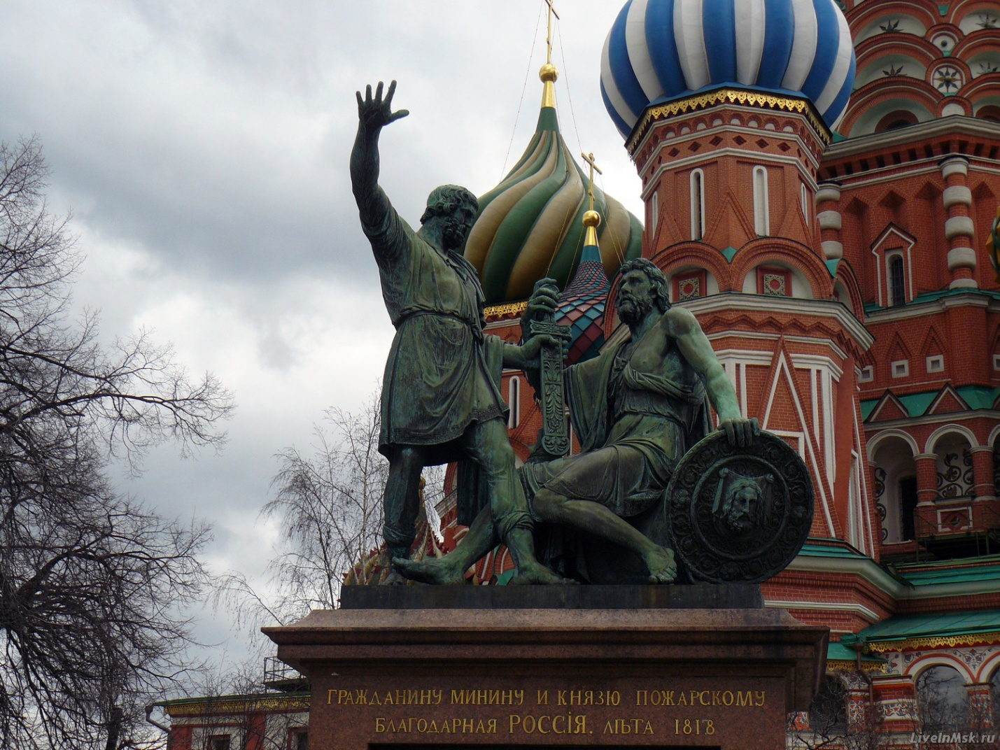 ГРАЖДАНИНУ МИНИНУ И КНЯЗЮ ПОЖАРСКОМУ
БЛАГОДАРНАЯ РОССІЯ. ЛѢТА 1818
LiveInMsk.ru